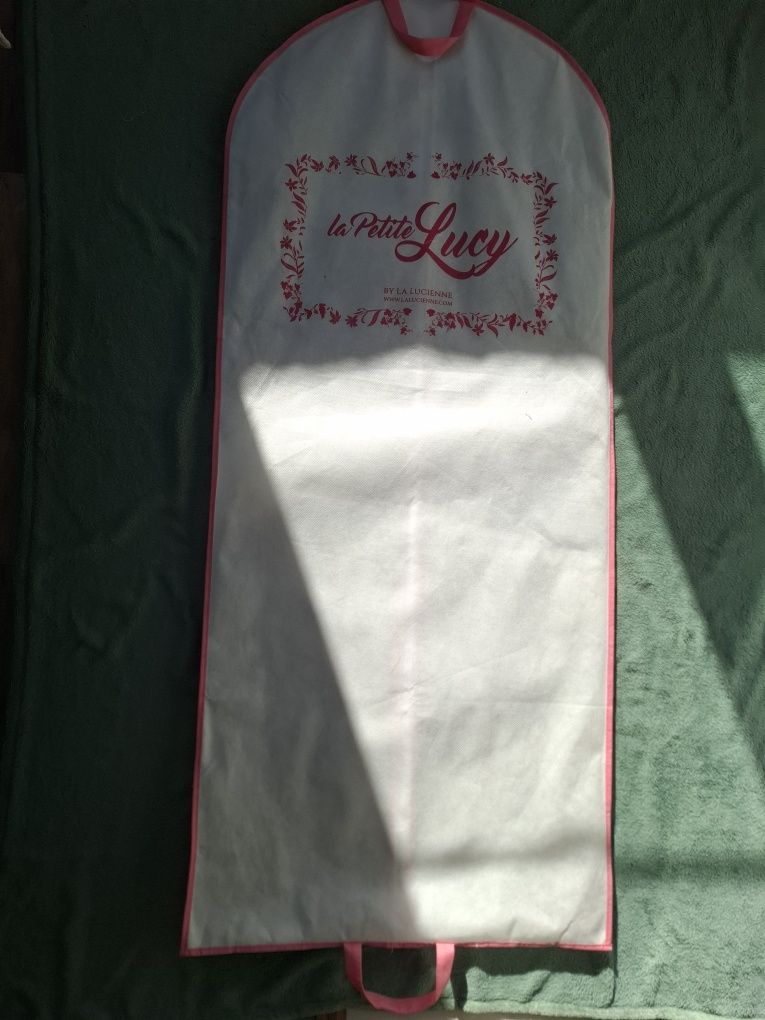 la Petite Lucy
BY LA LUCIENNE
WWW.LALUCIENNE.COM